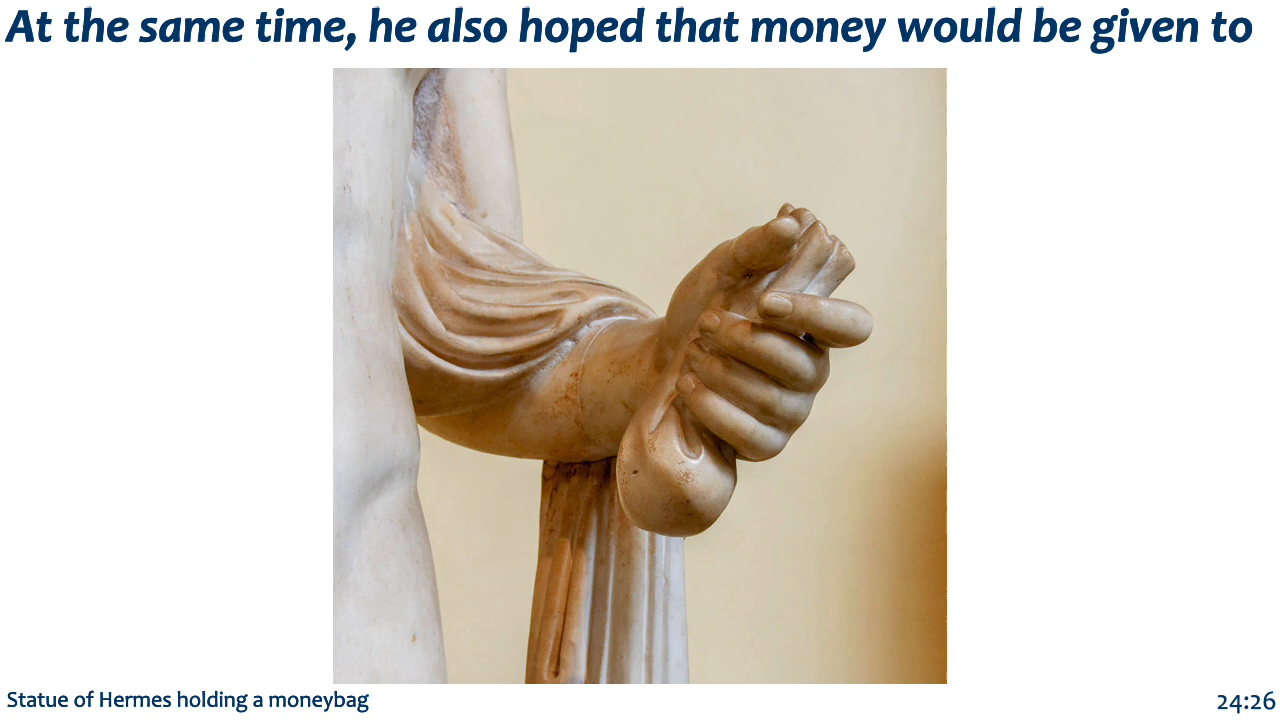 At the same time, he also hoped that money would be given to
Statue of Hermes holding a moneybag
24:26